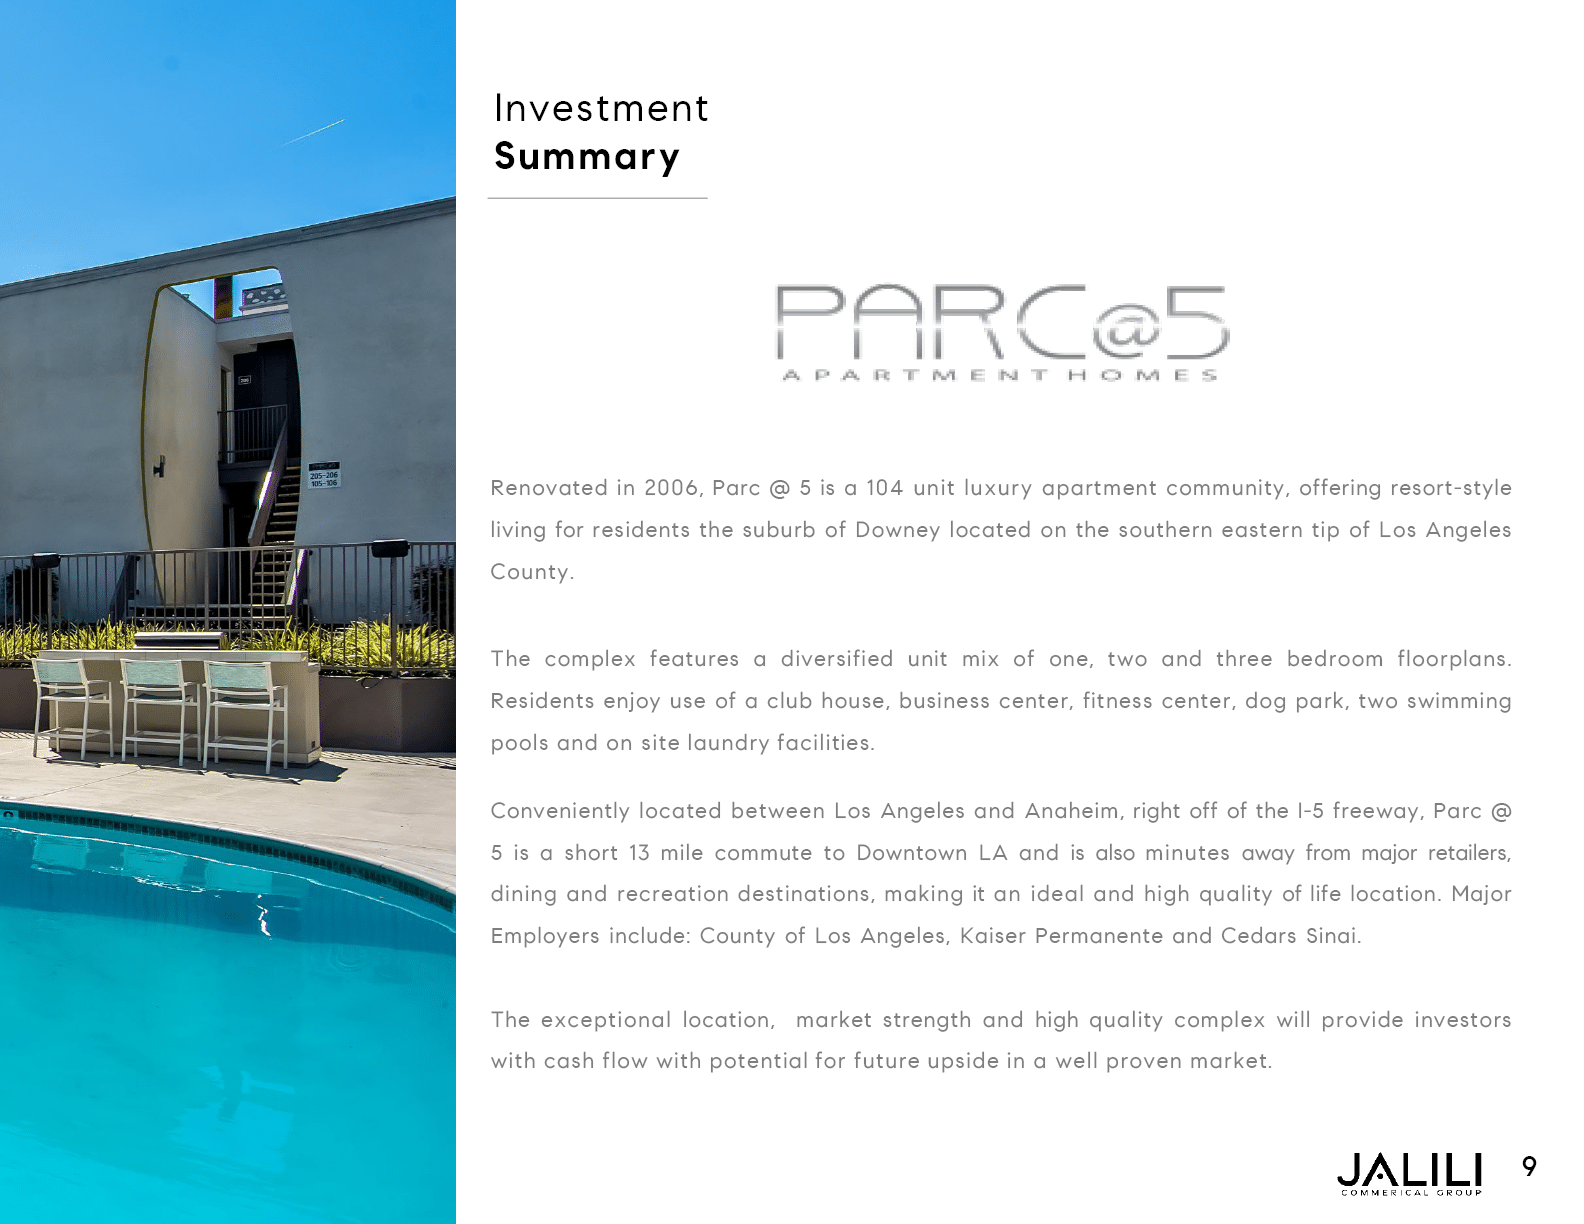 Investment
Summary
PARC@5
APARTMENT HOMES
206
PARC@5
205-206
105-106
Renovated in 2006, Parc @ 5 is a 104 unit luxury apartment community, offering resort-style
living for residents the suburb of Downey located on the southern eastern tip of Los Angeles
County.
The complex features a diversified unit mix of one, two and three bedroom floorplans.
Residents enjoy use of a club house, business center, fitness center, dog park, two swimming
pools and on site laundry facilities.
Conveniently located between Los Angeles and Anaheim, right off of the I-5 freeway, Parc @
5 is a short 13 mile commute to Downtown LA and is also minutes away from major retailers,
dining and recreation destinations, making it an ideal and high quality of life location. Major
Employers include: County of Los Angeles, Kaiser Permanente and Cedars Sinai.
The exceptional location, market strength and high quality complex will provide investors
with cash flow with potential for future upside in a well proven market.
JALILI
COMMERICAL GROUP
9